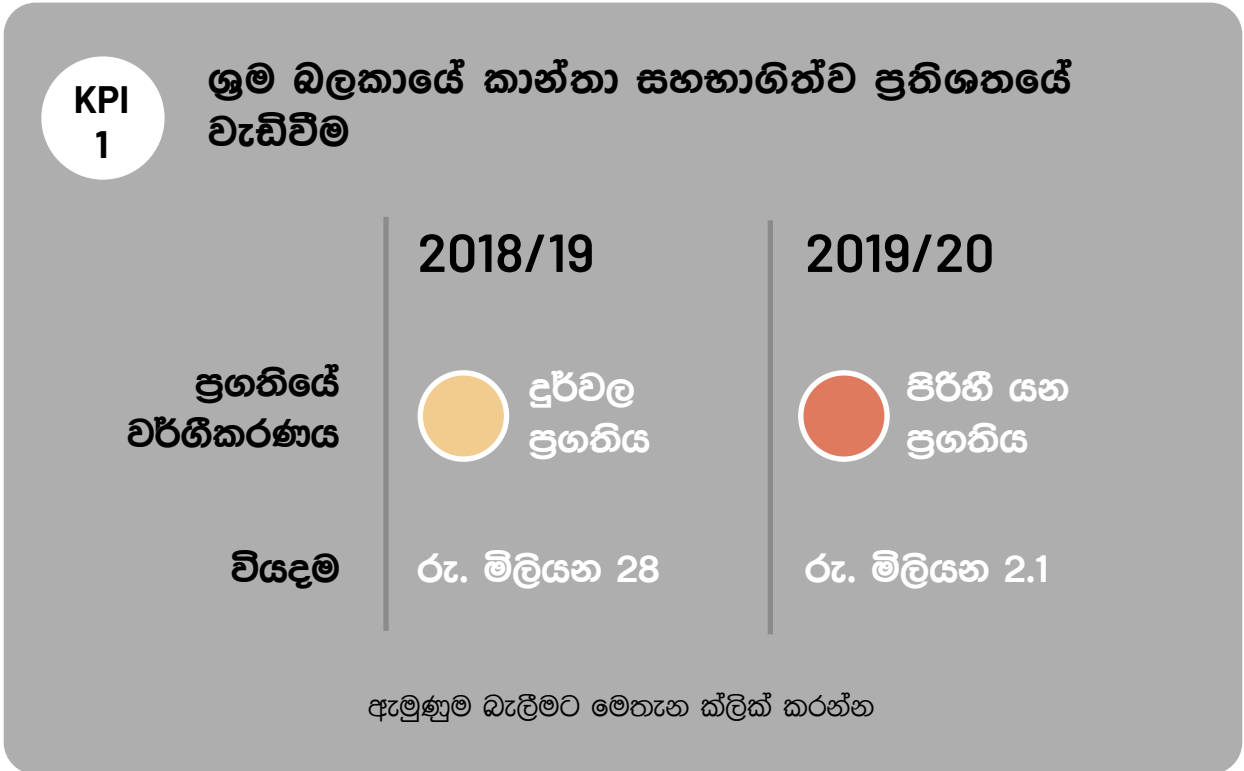 KPI
1
ශ්‍රම බලකායේ කාන්තා සහභාගිත්ව ප්‍රතිශතයේ
වැඩිවීම
2018/19
2019/20
ප්‍රගතියේ
වර්ගීකරණය
දුර්වල
ප්‍රගතිය
පිරිහී යන
ප්‍රගතිය
වියදම
රු. මිලියන 28
රු. මිලියන 2.1
ඇමුණුම බැලීමට මෙතැන ක්ලික් කරන්න